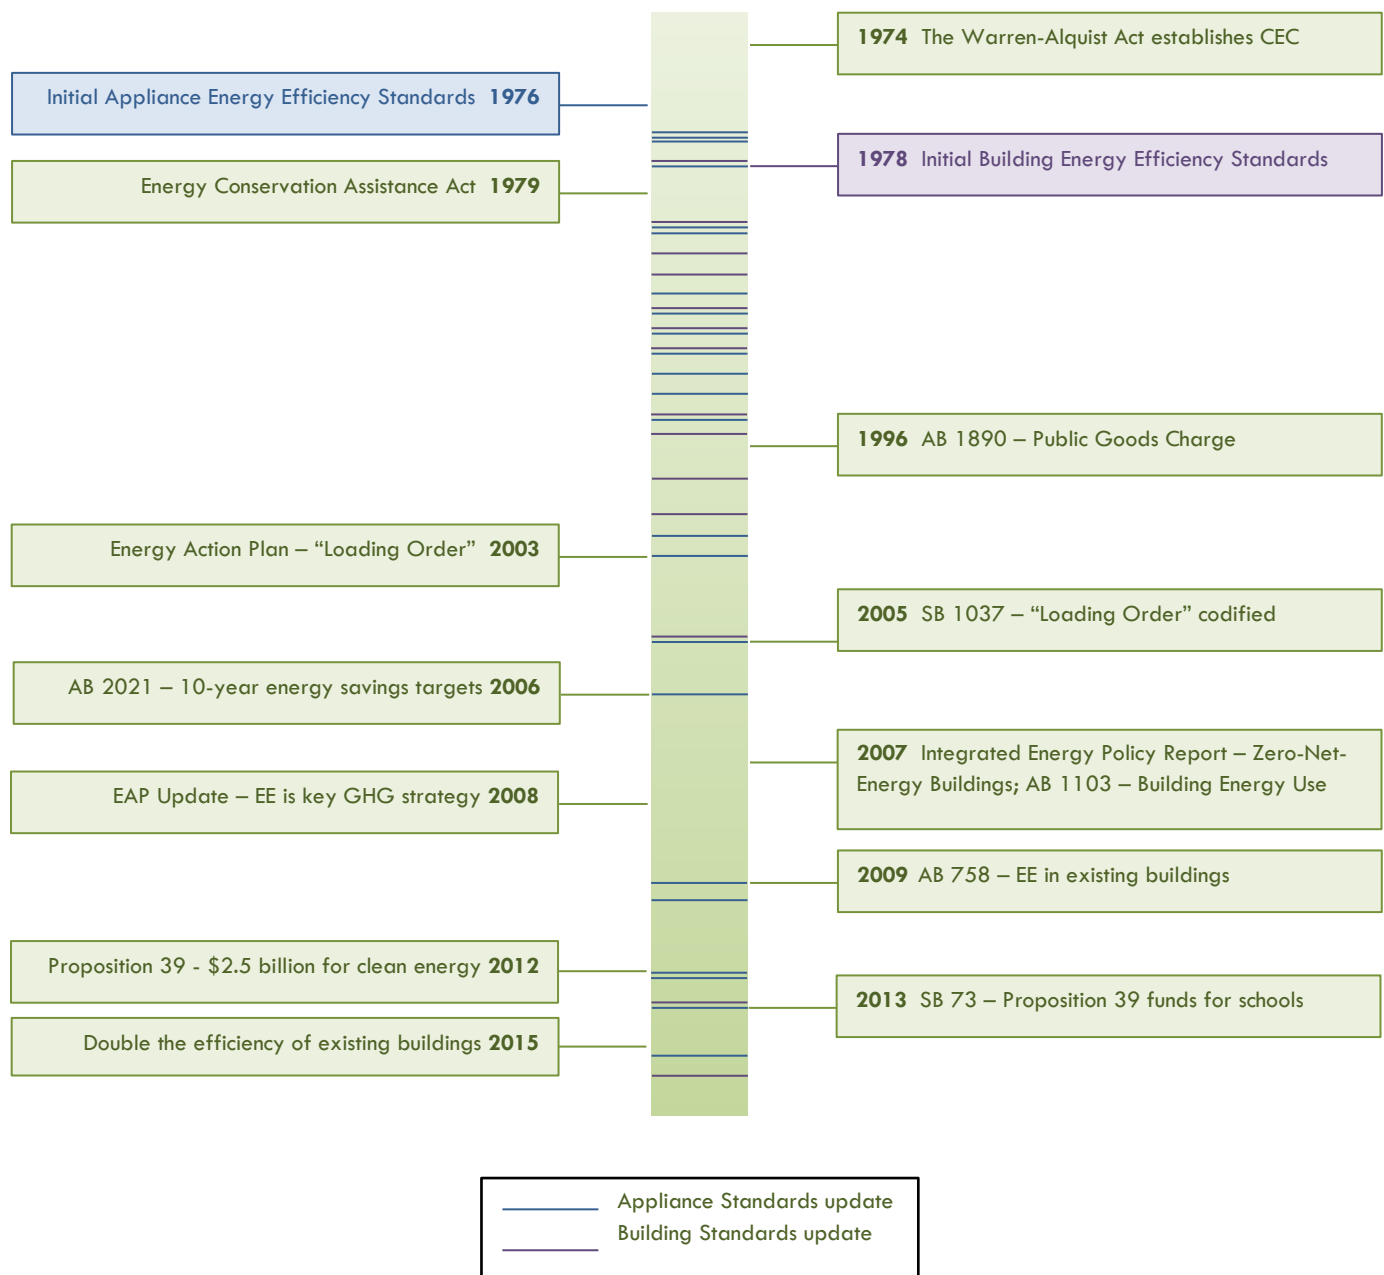 1974 The Warren-Alquist Act establishes CEC
Initial Appliance Energy Efficiency Standards 1976
1978 Initial Building Energy Efficiency Standards
Energy Conservation Assistance Act 1979
1996 AB 1890 – Public Goods Charge
Energy Action Plan – “Loading Order” 2003
2005 SB 1037 – “Loading Order” codified
AB 2021 – 10-year energy savings targets 2006
2007 Integrated Energy Policy Report – Zero-Net-
Energy Buildings; AB 1103 – Building Energy Use
EAP Update – EE is key GHG strategy 2008
2009 AB 758 – EE in existing buildings
Proposition 39 - $2.5 billion for clean energy 2012
2013 SB 73 – Proposition 39 funds for schools
Double the efficiency of existing buildings 2015
Appliance Standards update
Building Standards update